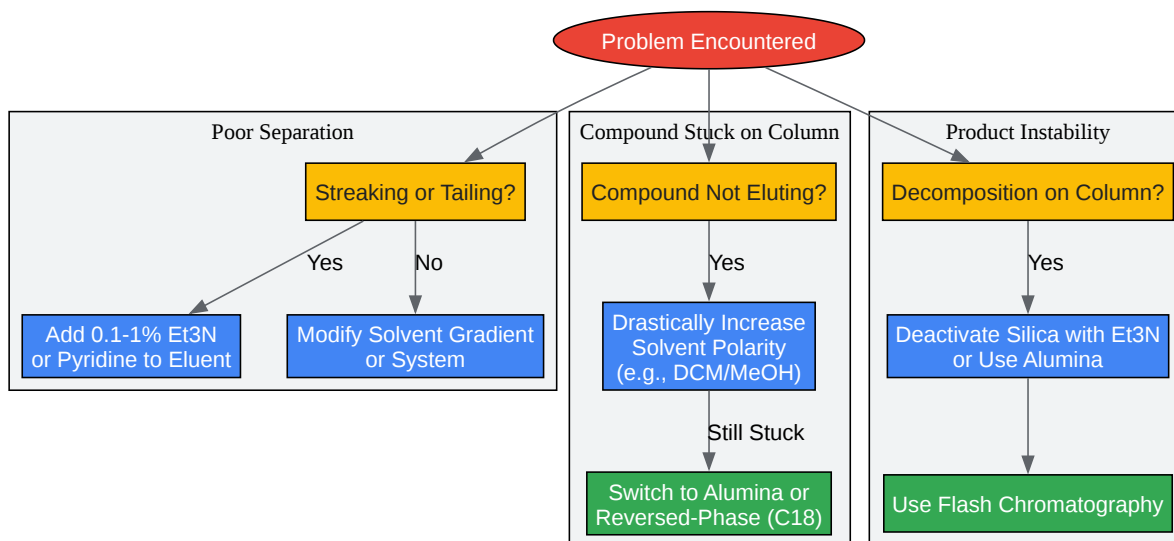 Problem Encountered
Poor Separation
Compound Stuck on Column
Product Instability
Streaking or Tailing?
Compound Not Eluting?
Decomposition on Column?
Yes
No
Yes
Yes
Add 0.1-1% Et3N
or Pyridine to Eluent
Modify Solvent Gradient
or System
Drastically Increase
Solvent Polarity
(e.g., DCM/MeOH)
Deactivate Silica with Et3N
or Use Alumina
Still Stuck
Switch to Alumina or
Reversed-Phase (C18)
Use Flash Chromatography